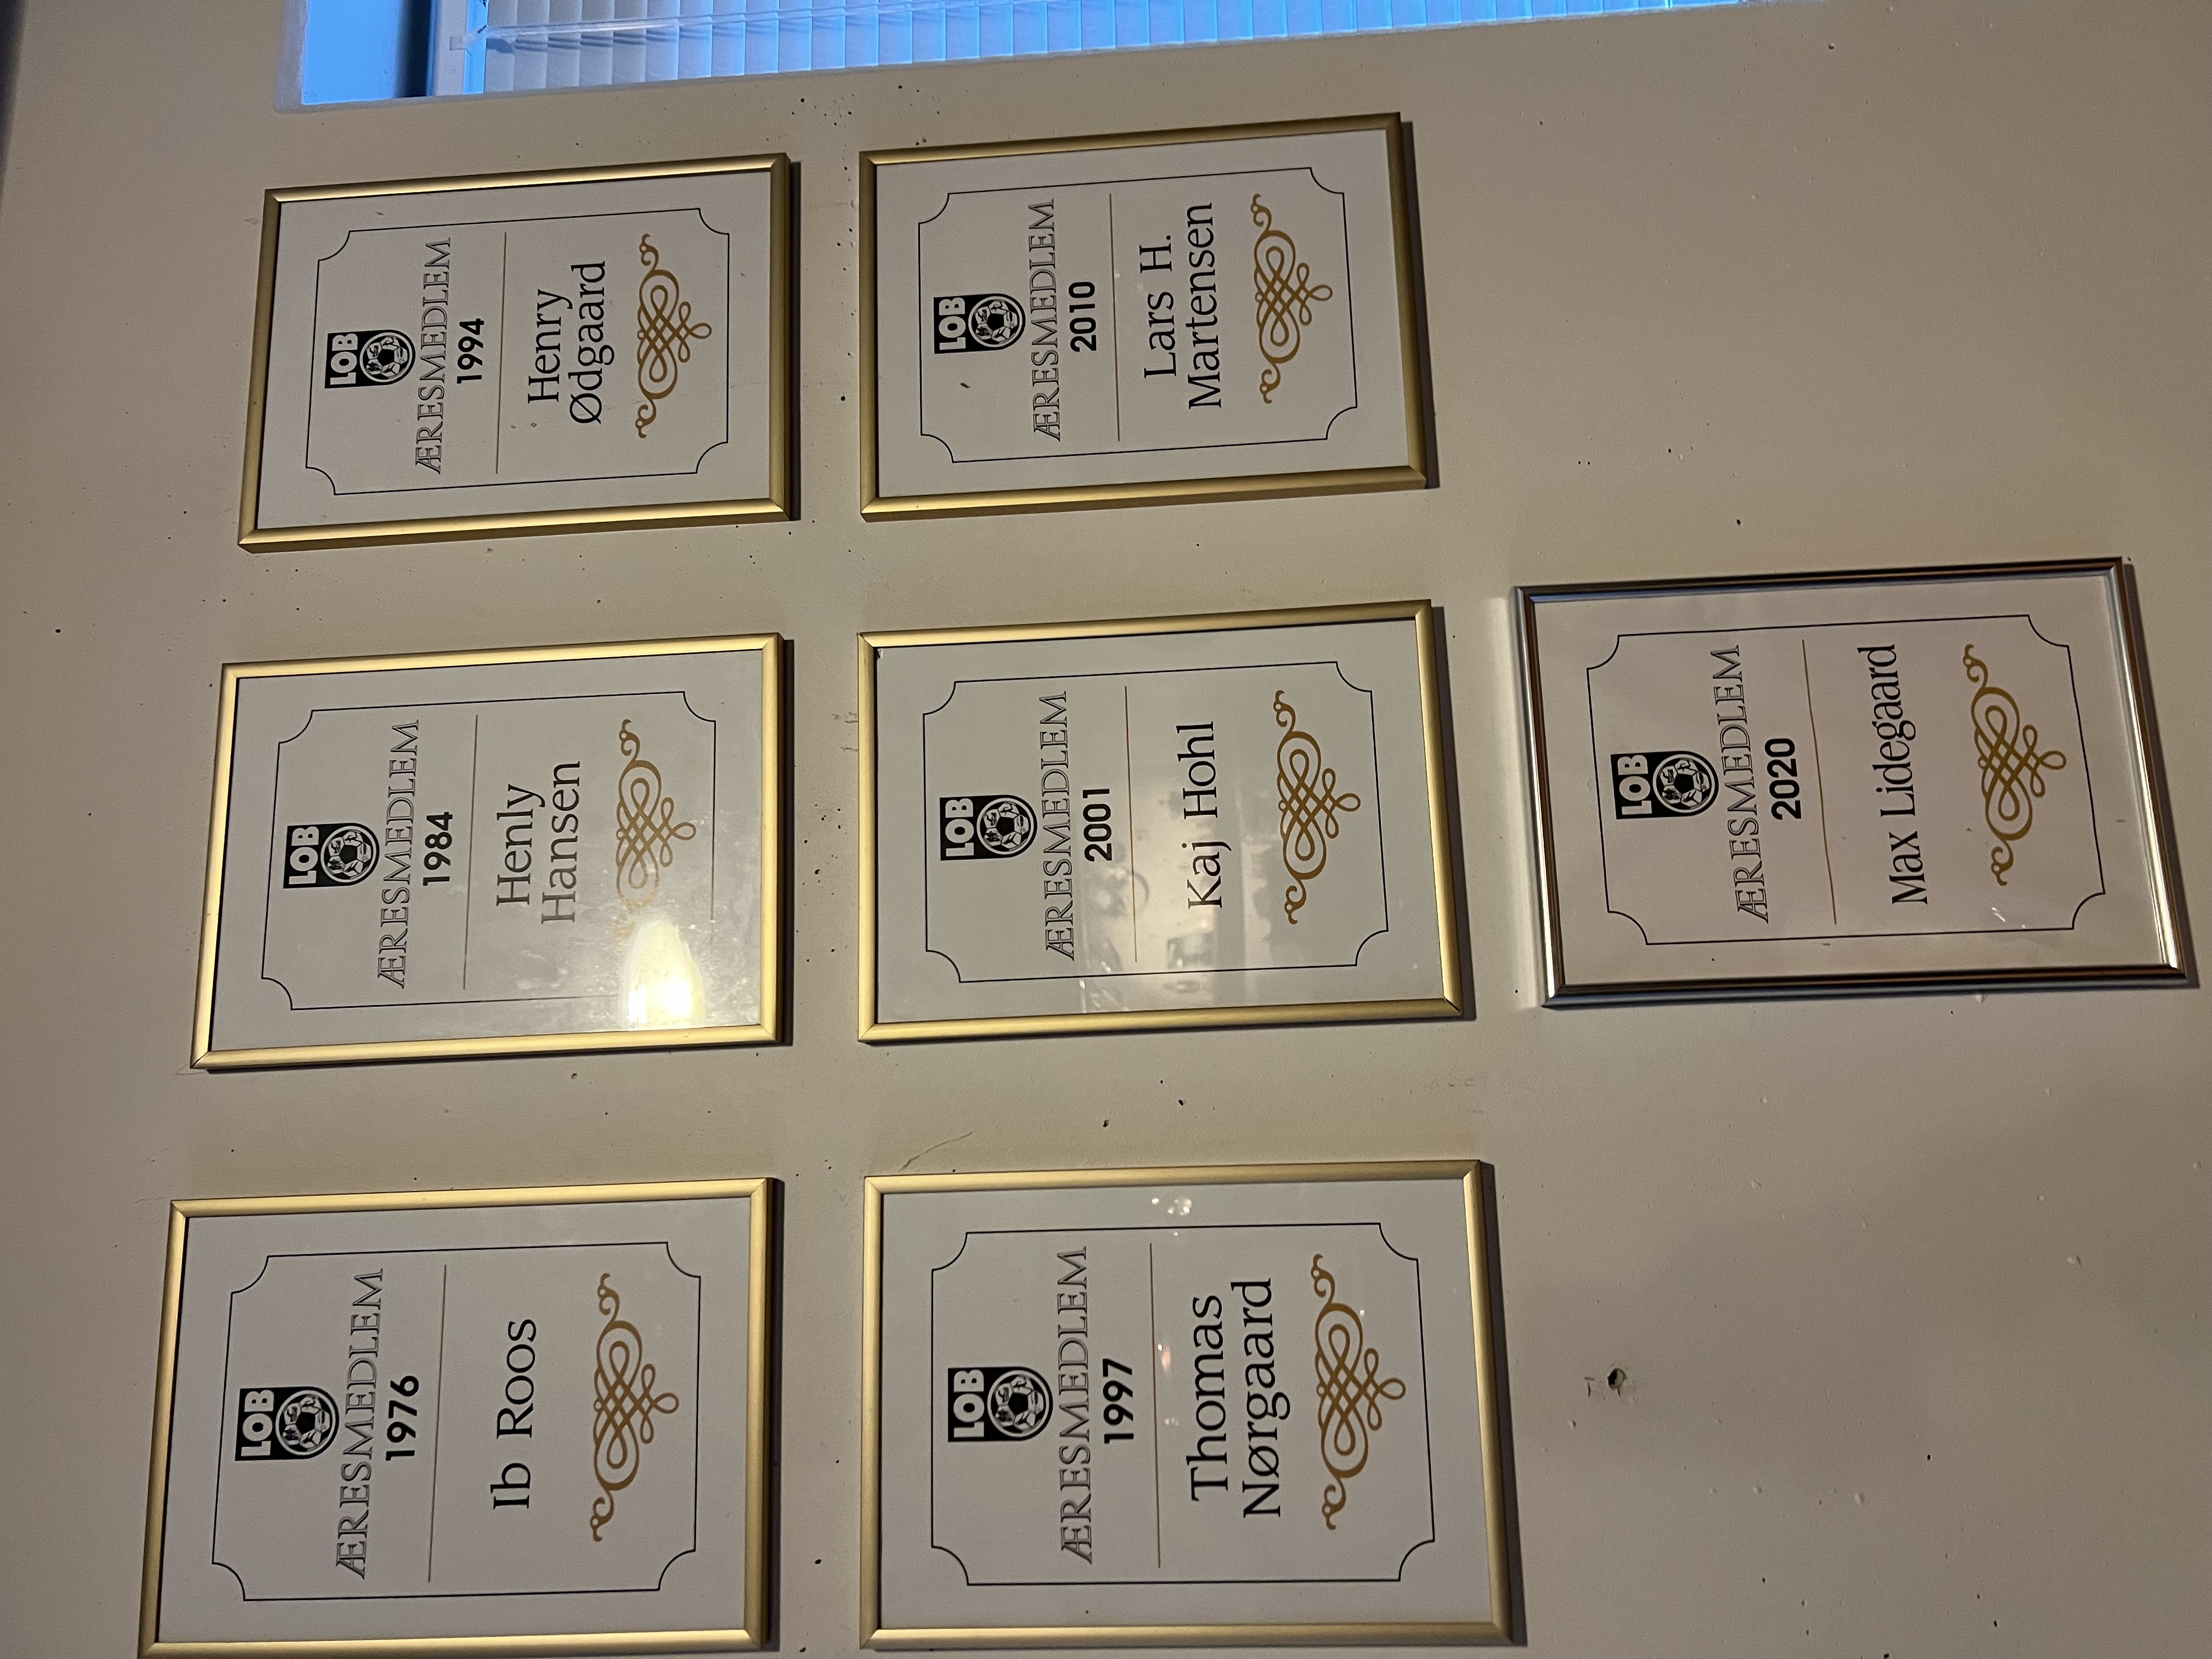 LOB
ÆRESMEDLEM
1976
Ib Roos
LOB
ÆRESMEDLEM
1984
Henly
Hansen
LOB
ÆRESMEDLEM
1994
Henry
Ødgaard
LOB
ÆRESMEDLEM
1997
Thomas
Nørgaard
LOB
ÆRESMEDLEM
2001
Kaj Hohl
LOB
ÆRESMEDLEM
2010
Lars H.
Martensen
LOB
ÆRESMEDLEM
2020
Max Lidegaard